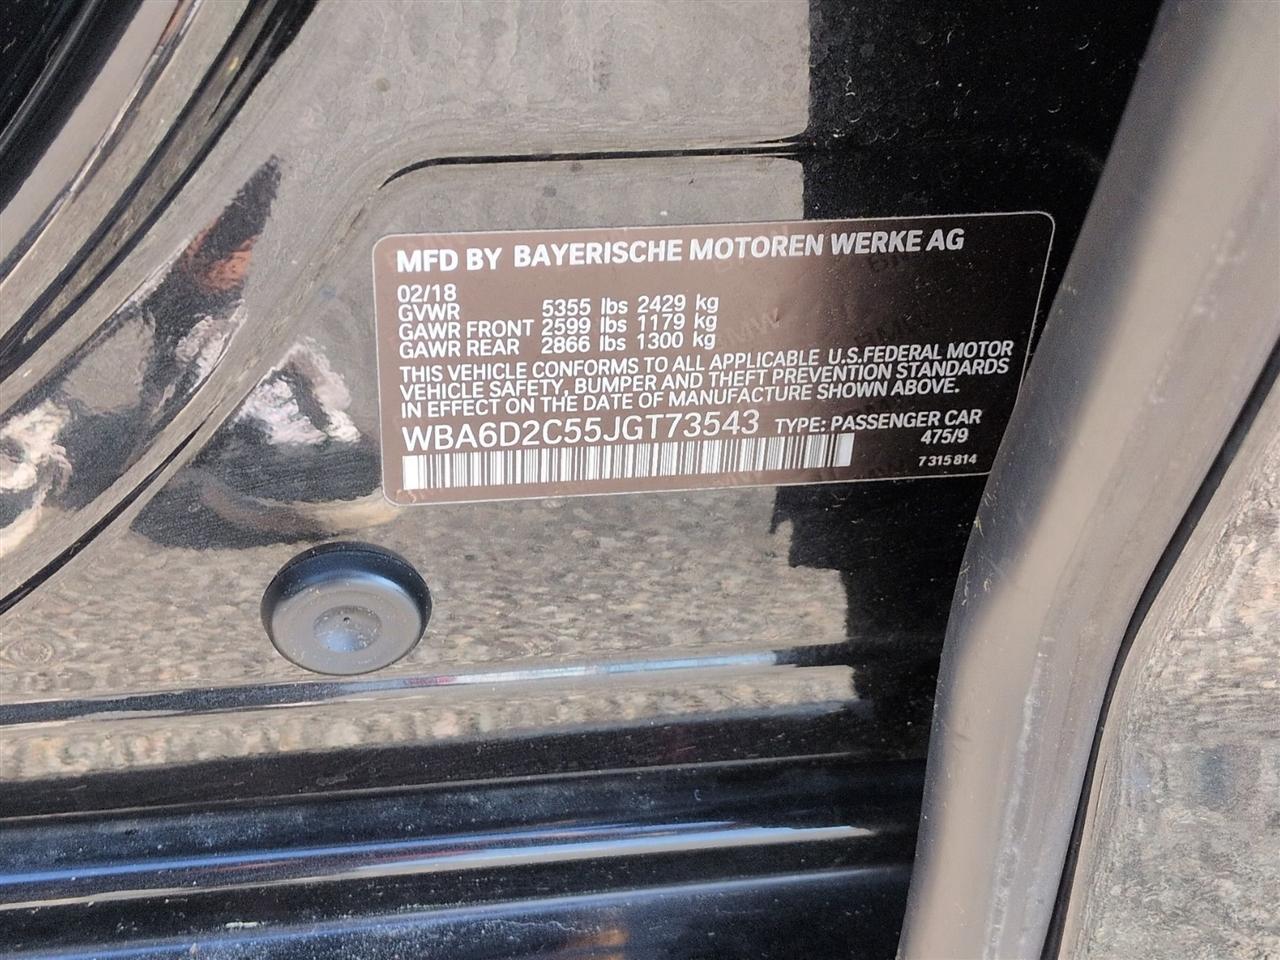 MFD BY BAYERISCHE MOTOREN WERKE AG
02/18
GVWR 5355 lbs 2429 kg
GAWR FRONT 2599 lbs 1179 kg
GAWR REAR 2866 lbs 1300 kg
THIS VEHICLE CONFORMS TO ALL APPLICABLE U.S.FEDERAL MOTOR
VEHICLE SAFETY, BUMPER AND THEFT PREVENTION STANDARDS
IN EFFECT ON THE DATE OF MANUFACTURE SHOWN ABOVE.
WBA6D2C55JGT73543 TYPE: PASSENGER CAR
475/9
7 315 814